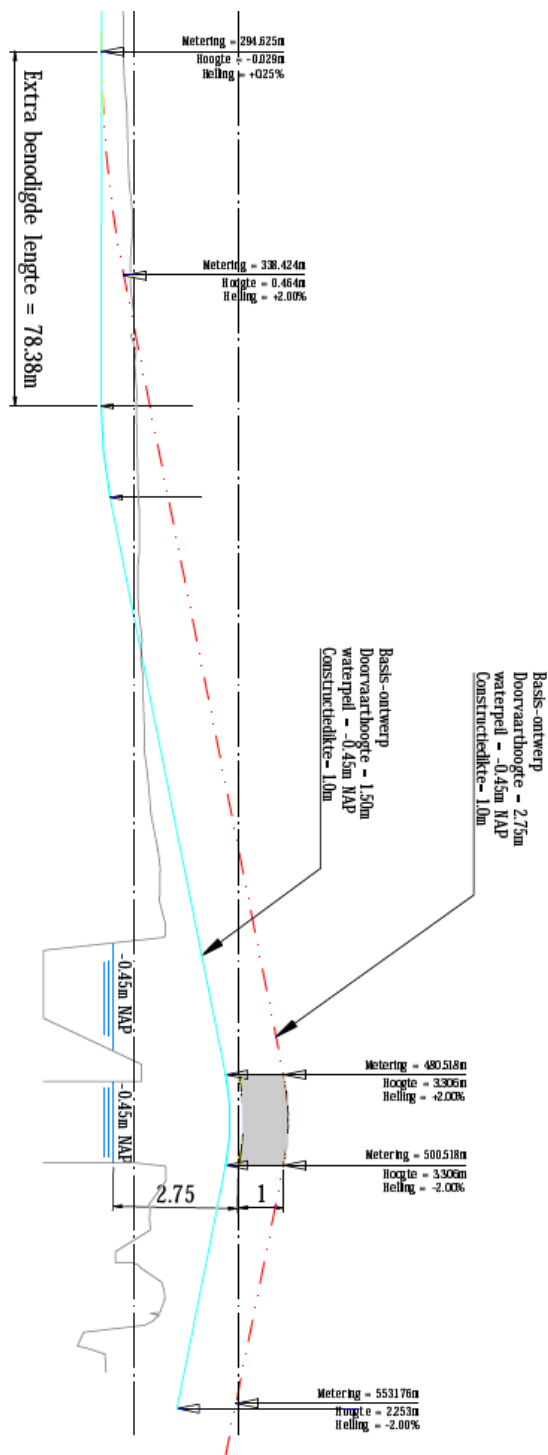 Metering = 294.625m
Hoogte = -0.029m
Helling = +0.25%
Extra benodigde lengte = 78.38m
Metering = 338.424m
Hoogte = 0.464m
Helling = +2.00%
Basis-ontwerp
Doorvaarthoogte = 2.75m
waterpeil = -0.45m NAP
Constructiedikte= 1.0m
Basis-ontwerp
Doorvaarthoogte = 1.50m
waterpeil = -0.45m NAP
Constructiedikte= 1.0m
-0.45m NAP
-0.45m NAP
Metering = 480.518m
Hoogte = 3.306m
Helling = +2.00%
Metering = 500.518m
Hoogte = 3.306m
Helling = -2.00%
2.75
1
Metering = 553.176m
Hoogte = 2.253m
Helling = -2.00%